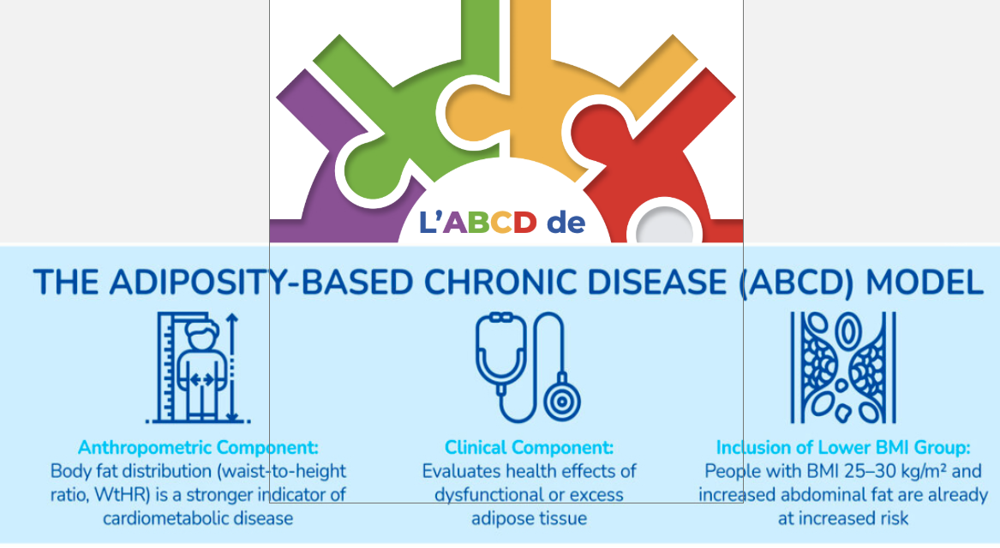 L’ABCD de
THE ADIPOSITY-BASED CHRONIC DISEASE (ABCD) MODEL
Anthropometric Component:
Body fat distribution (waist-to-height
ratio, WtHR) is a stronger indicator of
cardiometabolic disease
Clinical Component:
Evaluates health effects of
dysfunctional or excess
adipose tissue
Inclusion of Lower BMI Group:
People with BMI 25–30 kg/m² and
increased abdominal fat are already
at increased risk